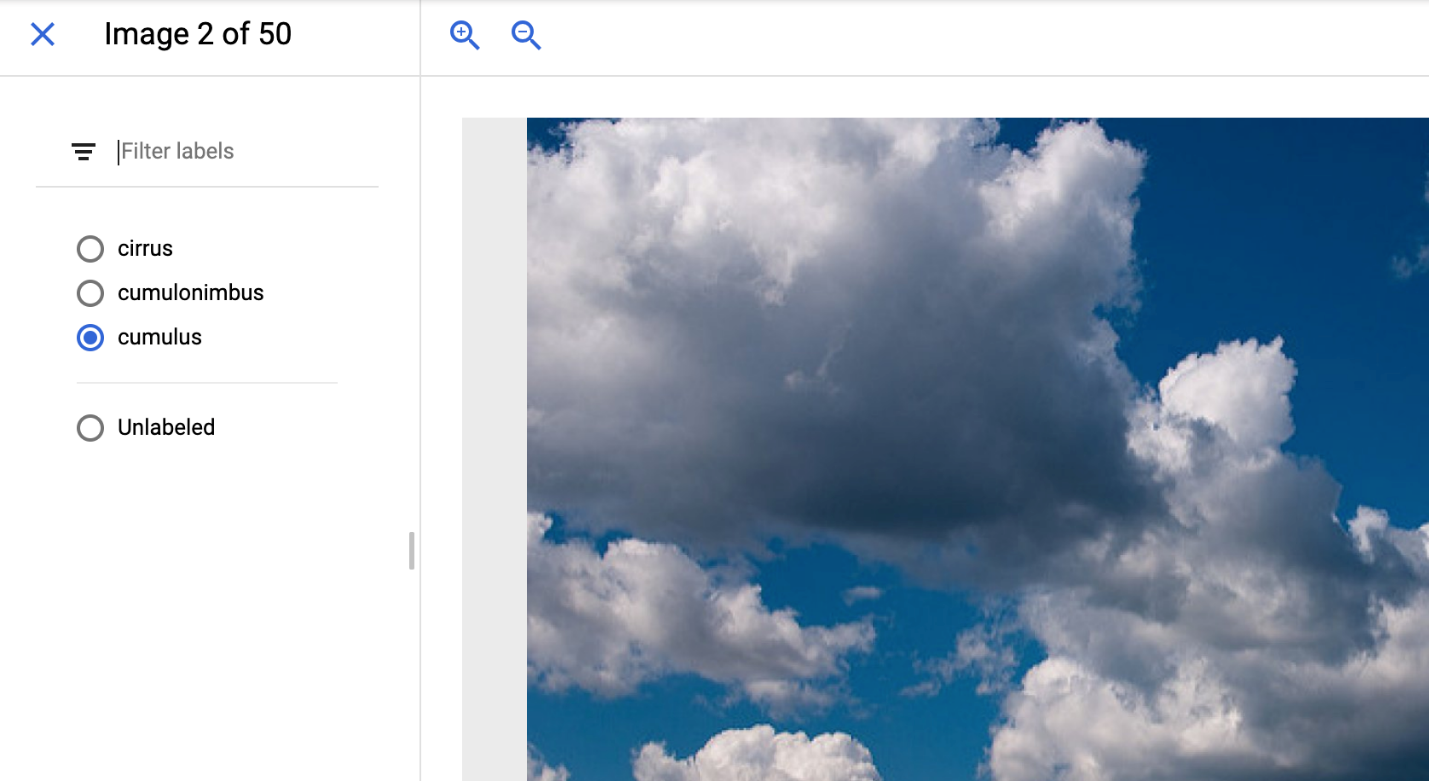 Image 2 of 50
Filter labels
cirrus
cumulonimbus
cumulus
Unlabeled